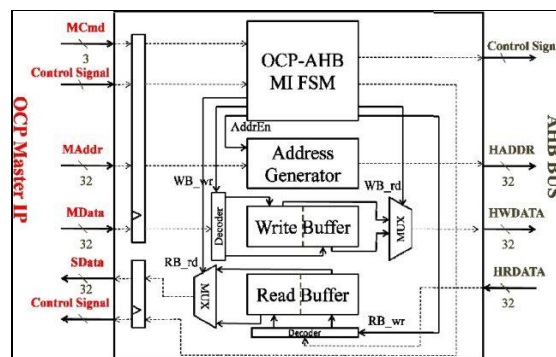 MCmd
3
Control Signal
OCP-AHB
MI FSM
Control Sign
AddrEn
MAddr
32
Address
Generator
HADDR
32
WB_wr
WB_rd
MData
32
Decoder
Write Buffer
MUX
HWDATA
32
RB_rd
SData
32
MUX
Read Buffer
HRDATA
32
Control Signal
Decoder
RB_wr
OCP Master IP
AHB BUS